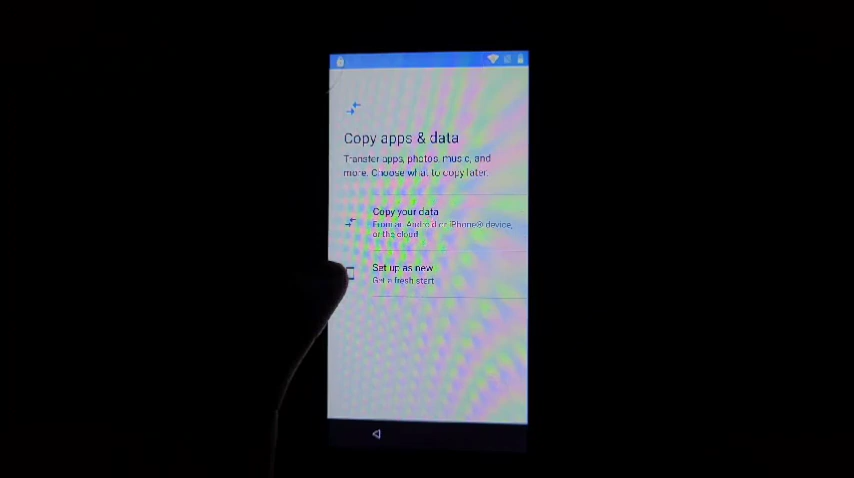 Copy apps & data
Transfer apps, photos, music, and
more. Choose what to copy later.
Copy your data
From an Android or iPhone® device,
or the cloud
Set up as new
Get a fresh start